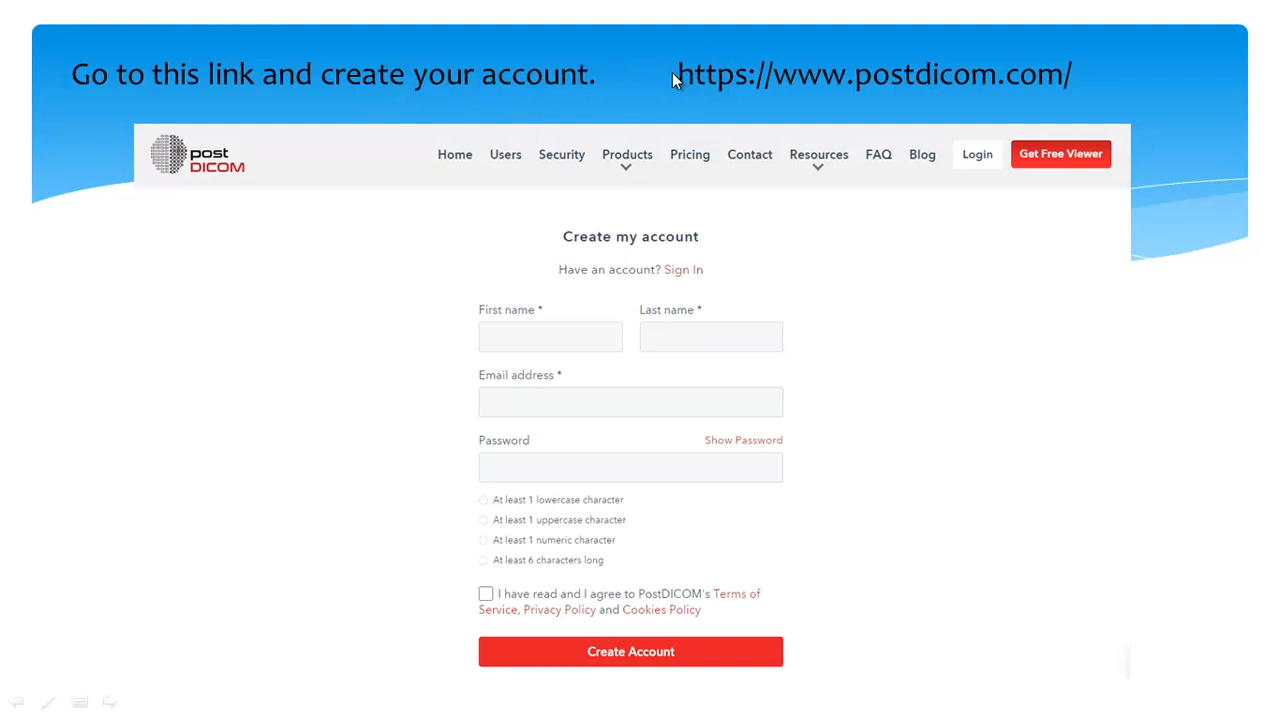 Go to this link and create your account. https://www.postdicom.com/
post
DICOM
Home Users Security Products Pricing Contact Resources FAQ Blog Login Get Free Viewer
Create my account
Have an account? Sign In
First name * Last name *
Email address *
Password Show Password
At least 1 lowercase character
At least 1 uppercase character
At least 1 numeric character
At least 6 characters long
I have read and I agree to PostDICOM's Terms of
Service, Privacy Policy and Cookies Policy
Create Account